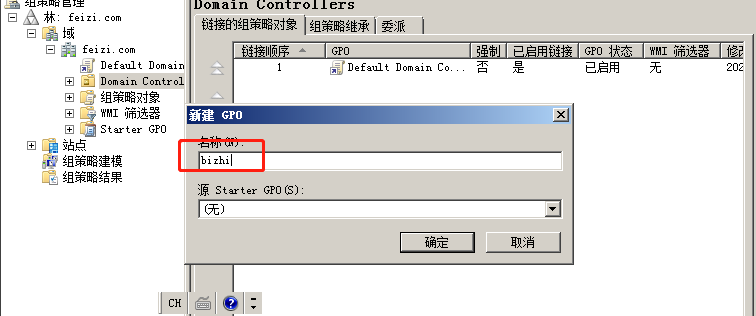 组策略管理
林: feizi.com
域
feizi.com
Default Domain
Domain Control
组策略对象
WMI 筛选器
Starter GPO
站点
组策略建模
组策略结果
Domain Controllers
链接的组策略对象 组策略继承 委派
链接顺序 GPO 强制 已启用链接 GPO 状态 WMI 筛选器 修改
1 Default Domain Co... 否 是 已启用 无 202
新建 GPO
名称(N):
bizhi
源 Starter GPO(S):
(无)
确定 取消
CH